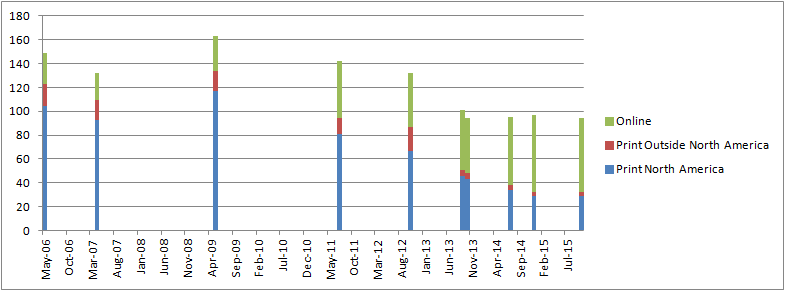 180
160
140
120
100
80
60
40
20
0
May-06
Oct-06
Mar-07
Aug-07
Jan-08
Jun-08
Nov-08
Apr-09
Sep-09
Feb-10
Jul-10
Dec-10
May-11
Oct-11
Mar-12
Aug-12
Jan-13
Jun-13
Nov-13
Apr-14
Sep-14
Feb-15
Jul-15
Online
Print Outside North America
Print North America